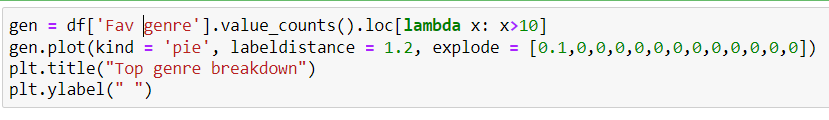 gen = df['Fav genre'].value_counts().loc[lambda x: x>10]
gen.plot(kind = 'pie', labeldistance = 1.2, explode = [0.1,0,0,0,0,0,0,0,0,0,0,0,0])
plt.title("Top genre breakdown")
plt.ylabel(" ")